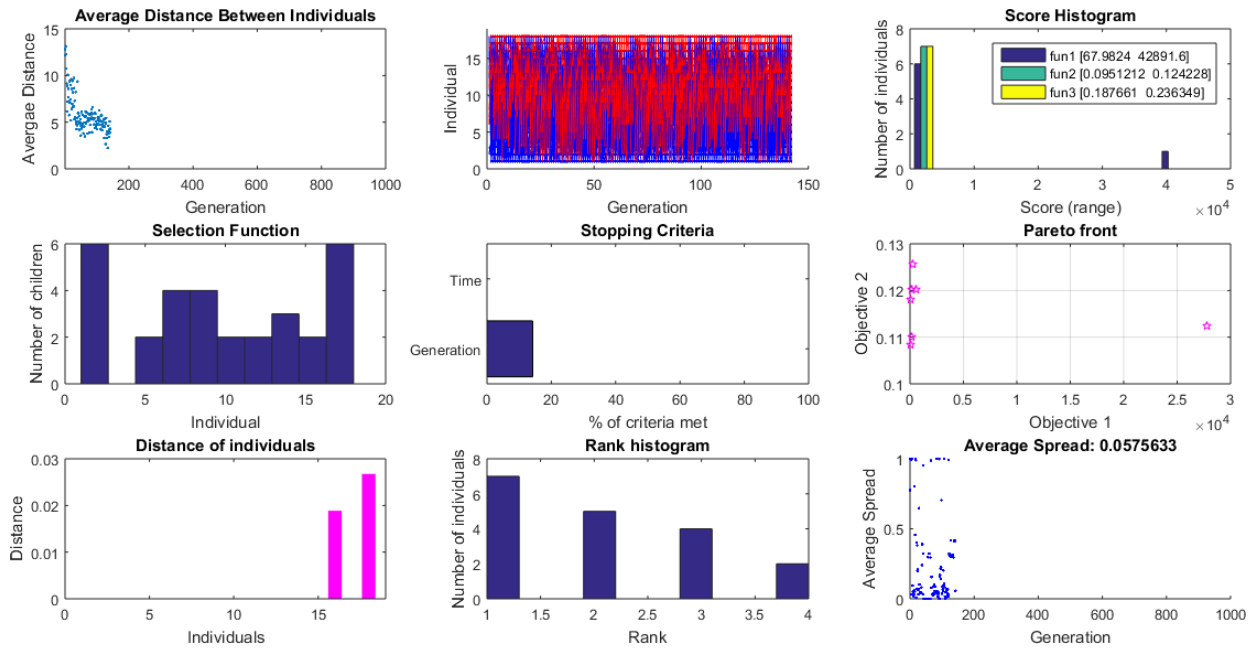 Average Distance Between Individuals
Avergae Distance
15
10
5
0
200 400 600 800 1000
Generation
Individual
15
10
5
0
0 50 100 150
Generation
Score Histogram
Number of individuals
8
6
4
2
0
fun1 [67.9824 42891.6]
fun2 [0.0951212 0.124228]
fun3 [0.187661 0.236349]
0 1 2 3 4 5
Score (range)
× 10^4
Selection Function
Number of children
6
4
2
0
0 5 10 15 20
Individual
Stopping Criteria
Time
Generation
0 20 40 60 80 100
% of criteria met
Pareto front
Objective 2
0.13
0.12
0.11
0.1
0 0.5 1 1.5 2 2.5 3
Objective 1
× 10^4
Distance of individuals
Distance
0.03
0.02
0.01
0
0 5 10 15
Individuals
Rank histogram
Number of individuals
8
6
4
2
0
1 1.5 2 2.5 3 3.5 4
Rank
Average Spread: 0.0575633
Average Spread
1
0.5
0
0 200 400 600 800 1000
Generation